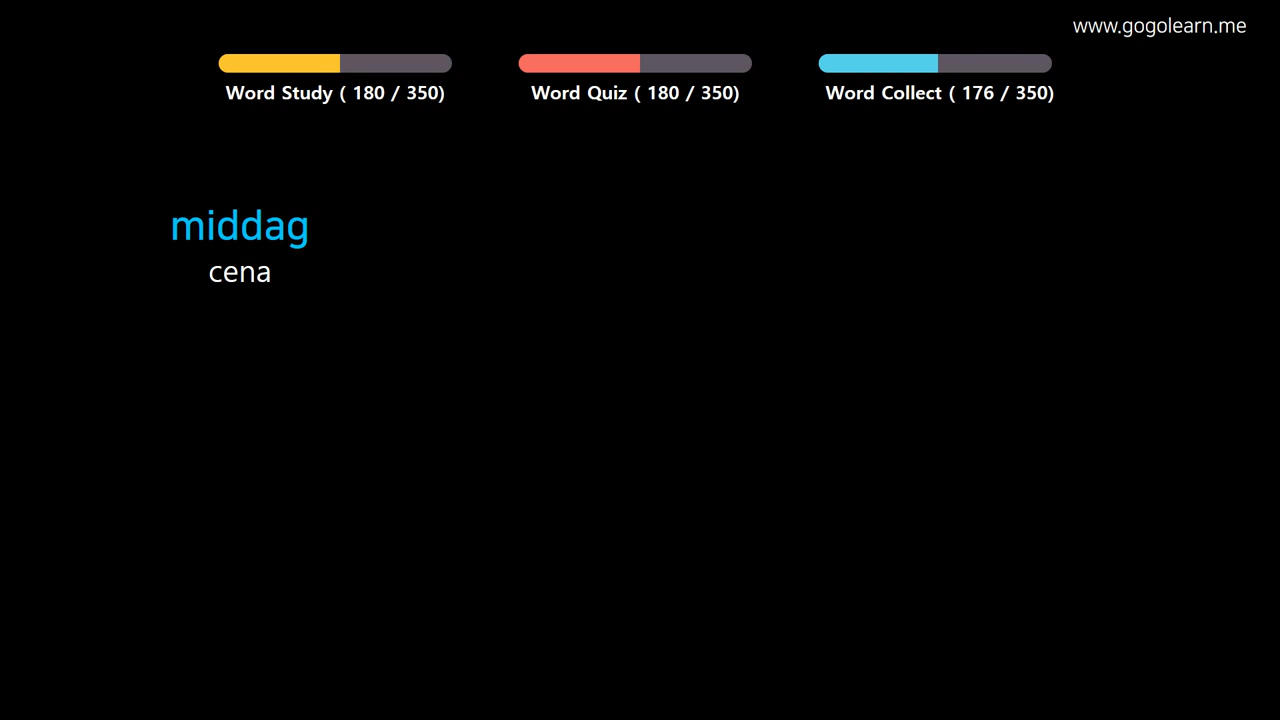 www.gogolearn.me
Word Study ( 180 / 350)
Word Quiz ( 180 / 350)
Word Collect ( 176 / 350)
middag
cena